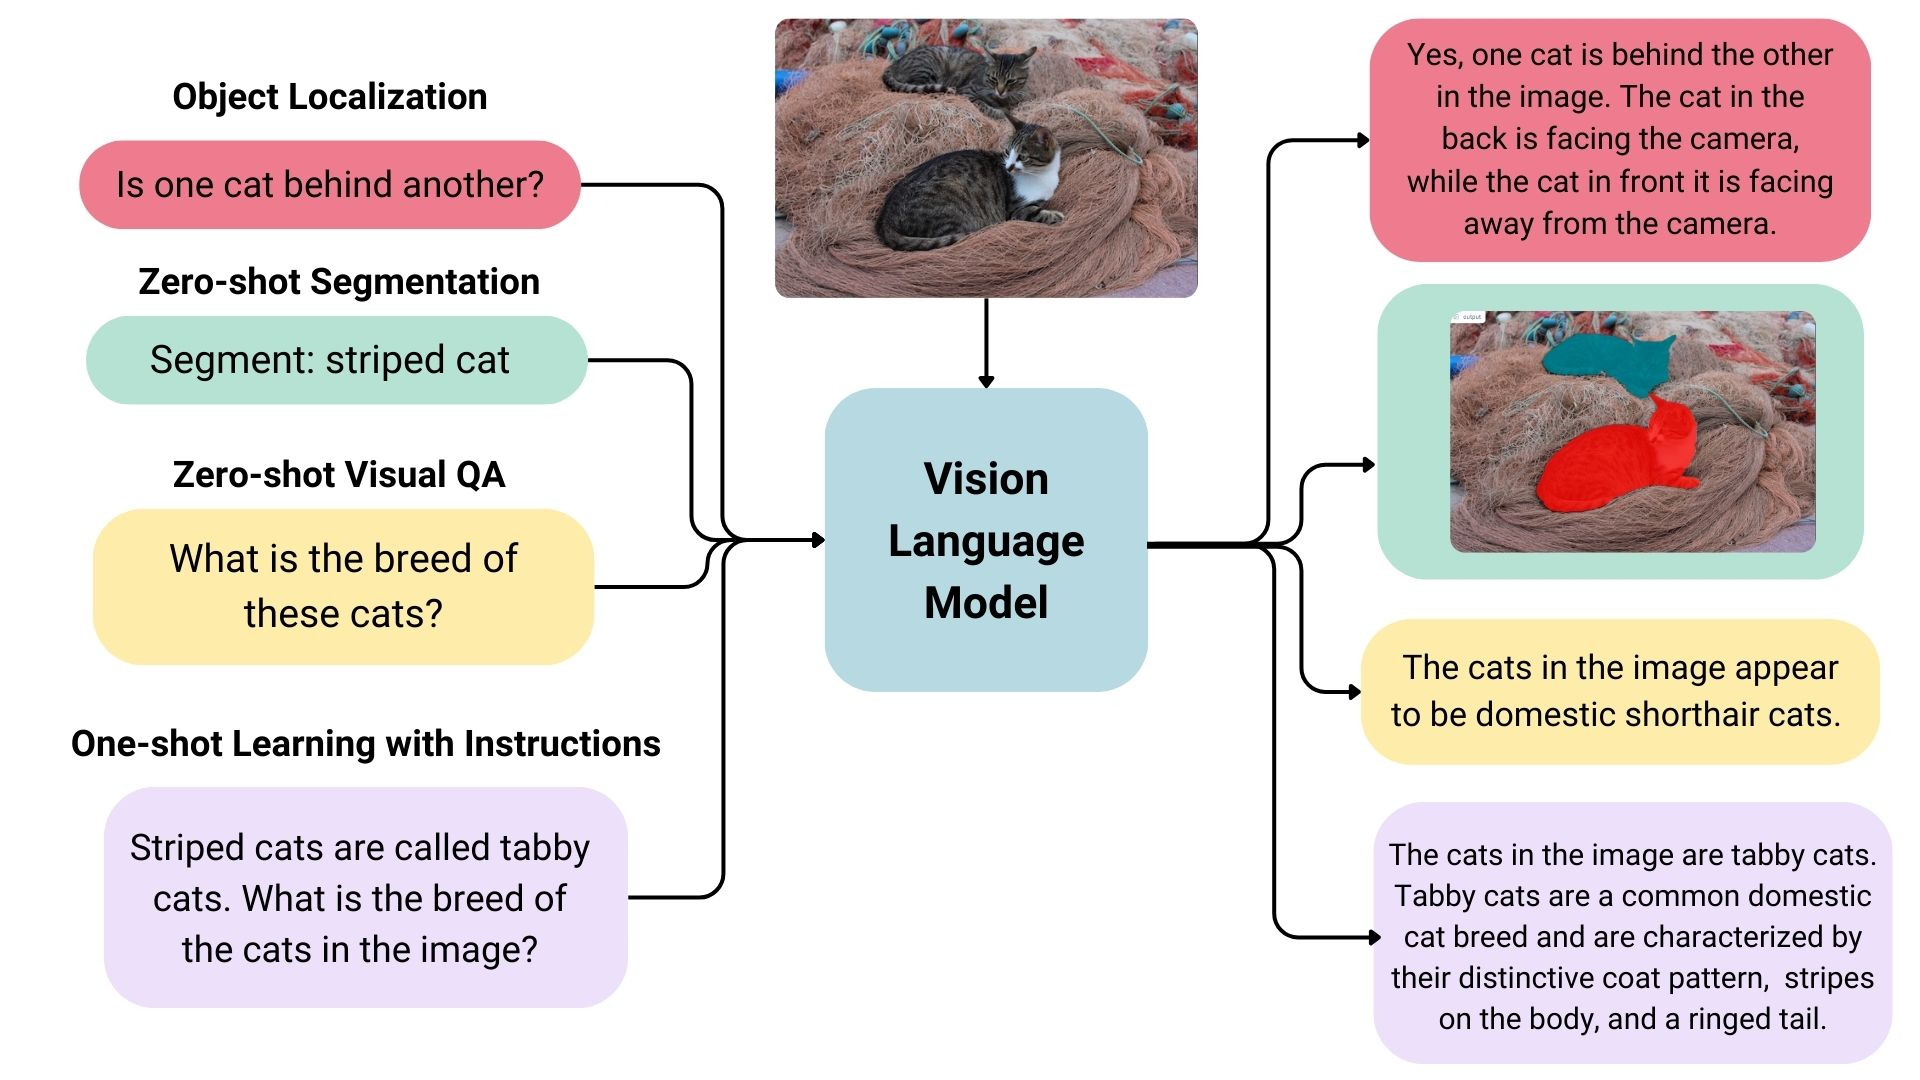 Object Localization
Is one cat behind another?
Zero-shot Segmentation
Segment: striped cat
Zero-shot Visual QA
What is the breed of
these cats?
One-shot Learning with Instructions
Striped cats are called tabby
cats. What is the breed of
the cats in the image?
Vision
Language
Model
Yes, one cat is behind the other
in the image. The cat in the
back is facing the camera,
while the cat in front it is facing
away from the camera.
output
The cats in the image appear
to be domestic shorthair cats.
The cats in the image are tabby cats.
Tabby cats are a common domestic
cat breed and are characterized by
their distinctive coat pattern,  stripes
on the body, and a ringed tail.